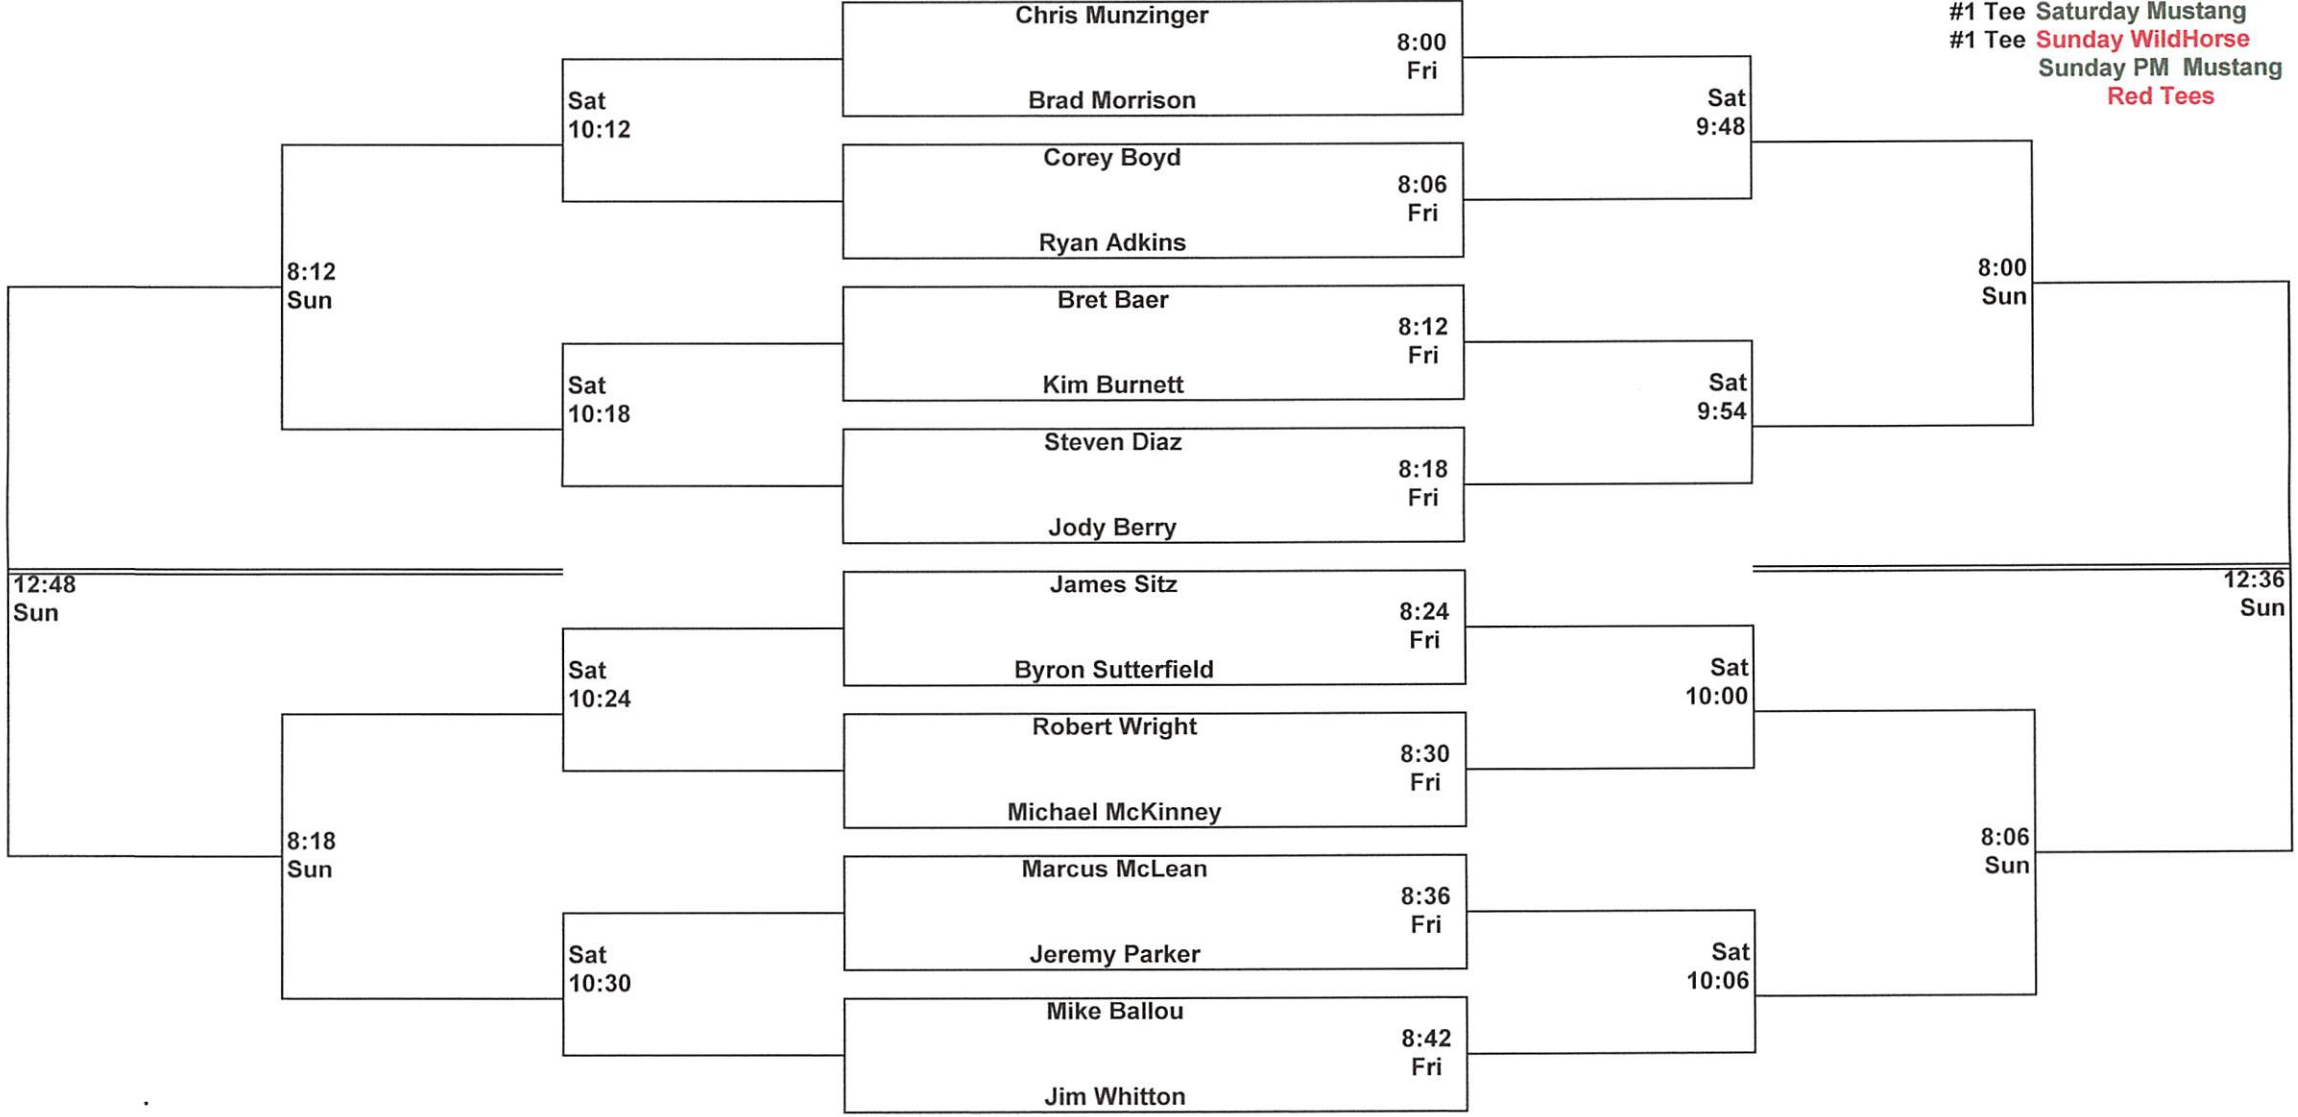 Chris Munzinger
#1 Tee Saturday Mustang
8:00
#1 Tee Sunday WildHorse
Fri
Sunday PM Mustang
Sat
10:12
Brad Morrison
Sat
9:48
Red Tees
Corey Boyd
8:06
Fri
Ryan Adkins
8:12
Sun
Bret Baer
8:12
Fri
8:00
Sun
Sat
10:18
Kim Burnett
Sat
9:54
Steven Diaz
8:18
Fri
Jody Berry
12:48
Sun
James Sitz
8:24
Fri
12:36
Sun
Sat
10:24
Byron Sutterfield
Sat
10:00
Robert Wright
8:30
Fri
Michael McKinney
8:18
Sun
Marcus McLean
8:36
Fri
8:06
Sun
Sat
10:30
Jeremy Parker
Sat
10:06
Mike Ballou
8:42
Fri
Jim Whitton